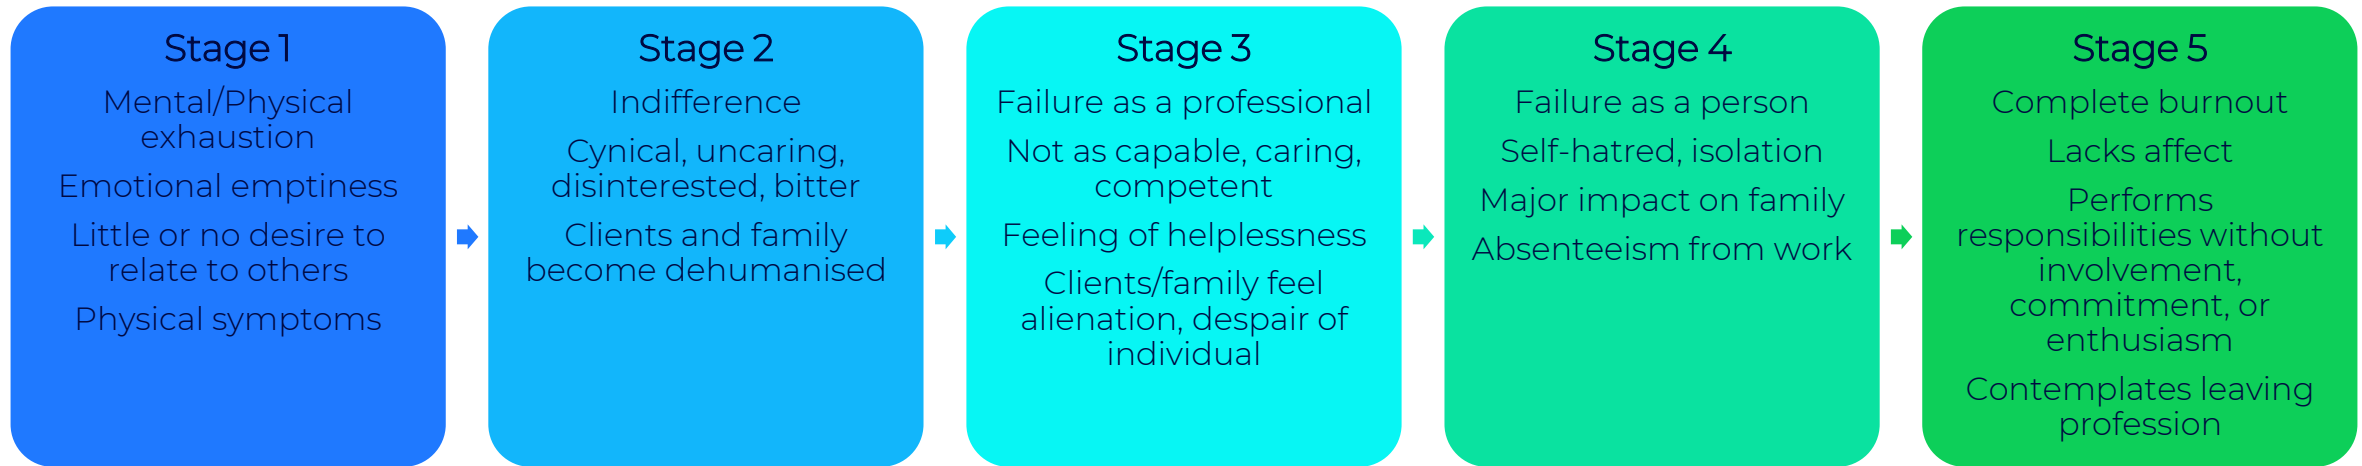 Stage 1
Mental/Physical
exhaustion
Emotional emptiness
Little or no desire to
relate to others
Physical symptoms
Stage 2
Indifference
Cynical, uncaring,
disinterested, bitter
Clients and family
become dehumanised
Stage 3
Failure as a professional
Not as capable, caring,
competent
Feeling of helplessness
Clients/family feel
alienation, despair of
individual
Stage 4
Failure as a person
Self-hatred, isolation
Major impact on family
Absenteeism from work
Stage 5
Complete burnout
Lacks affect
Performs
responsibilities without
involvement,
commitment, or
enthusiasm
Contemplates leaving
profession